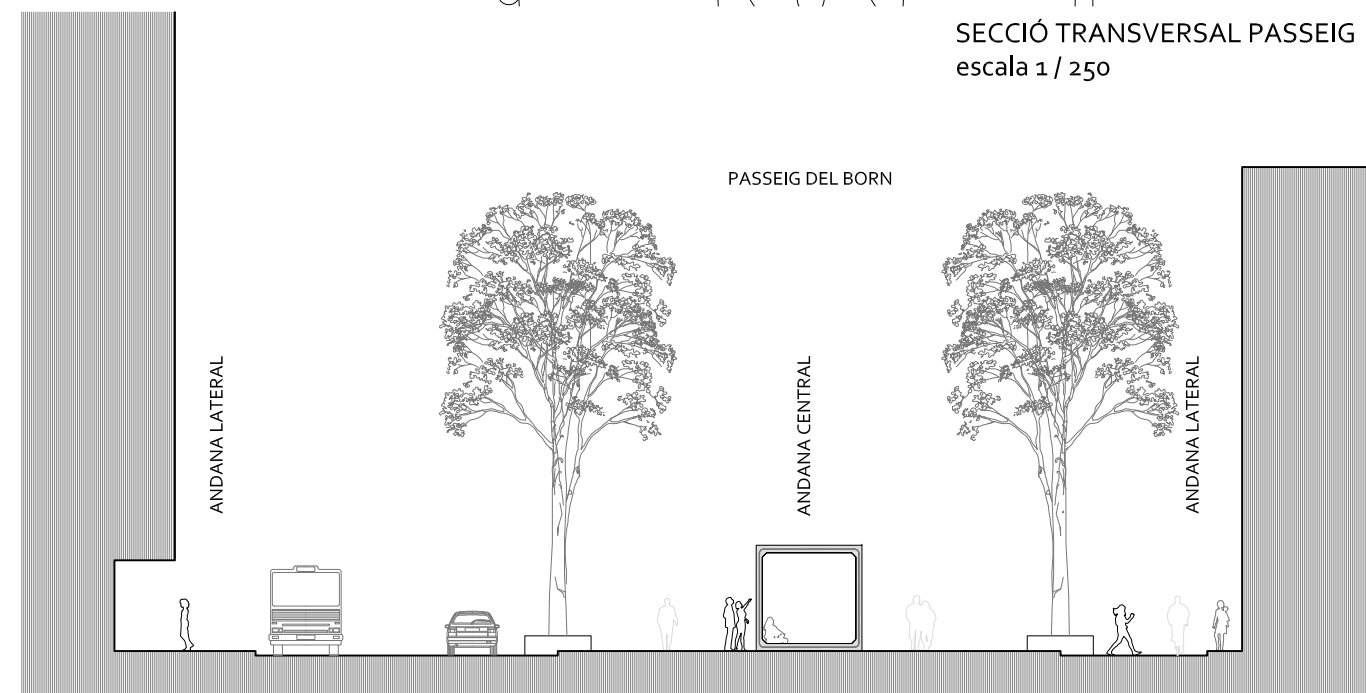 SECCIÓ TRANSVERSAL PASSEIG
escala 1 / 250
PASSEIG DEL BORN
ANDANA LATERAL
ANDANA CENTRAL
ANDANA LATERAL